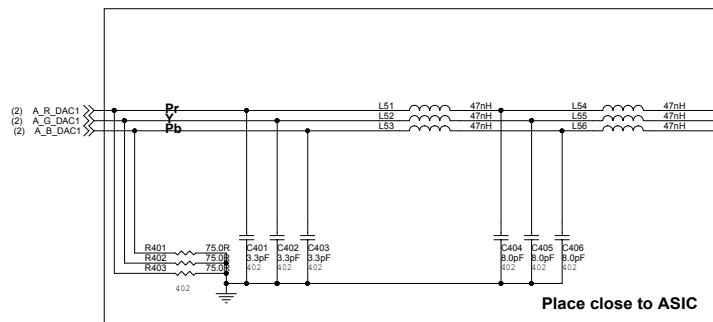 L51 47nH L54 47nH
(2) A_R_DAC1 Pr
L52 47nH L55 47nH
(2) A_G_DAC1 Y
L53 47nH L56 47nH
(2) A_B_DAC1 Pb
R401 75.0R
R402 75.0R
R403 75.0R
402
C401 C402 C403
3.3pF 3.3pF 3.3pF
402 402 402
C404 C405 C406
8.0pF 8.0pF 8.0pF
402 402 402
Place close to ASIC